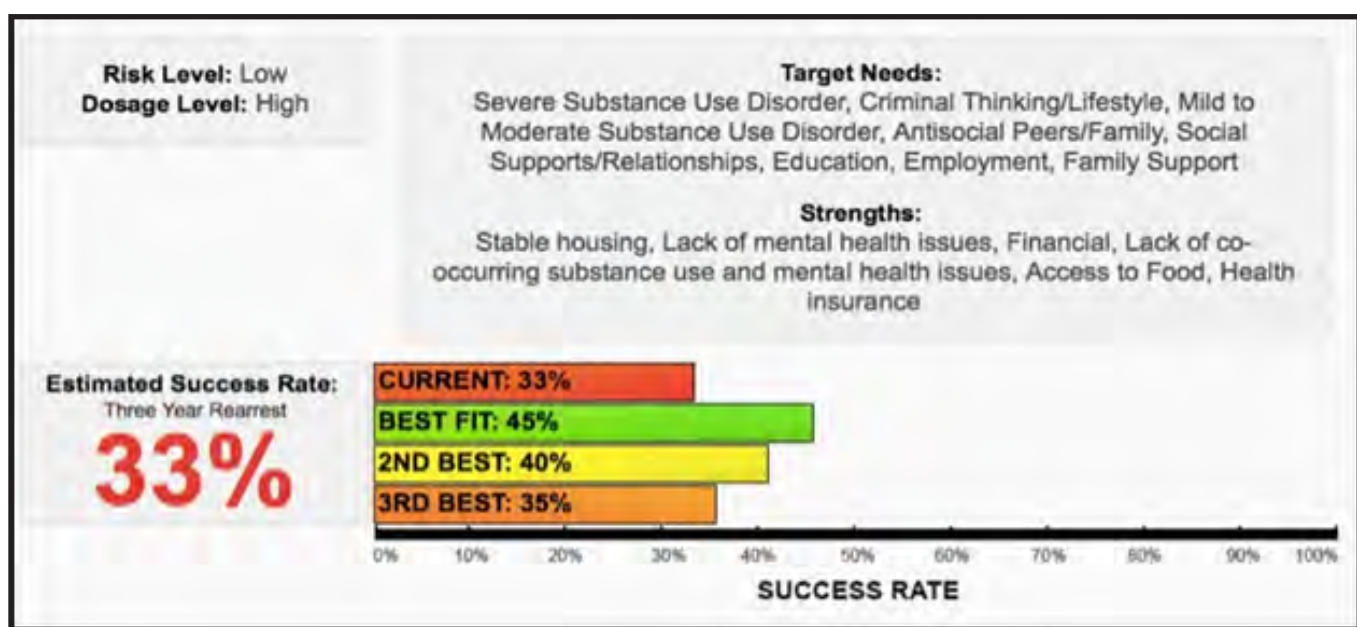 Risk Level: Low
Dosage Level: High
Target Needs:
Severe Substance Use Disorder, Criminal Thinking/Lifestyle, Mild to
Moderate Substance Use Disorder, Antisocial Peers/Family, Social
Supports/Relationships, Education, Employment, Family Support
Strengths:
Stable housing, Lack of mental health issues, Financial, Lack of co-
occurring substance use and mental health issues, Access to Food, Health
insurance
Estimated Success Rate:
Three Year Rearrest
33%
CURRENT: 33%
BEST FIT: 45%
2ND BEST: 40%
3RD BEST: 35%
0% 10% 20% 30% 40% 50% 60% 70% 80% 90% 100%
SUCCESS RATE